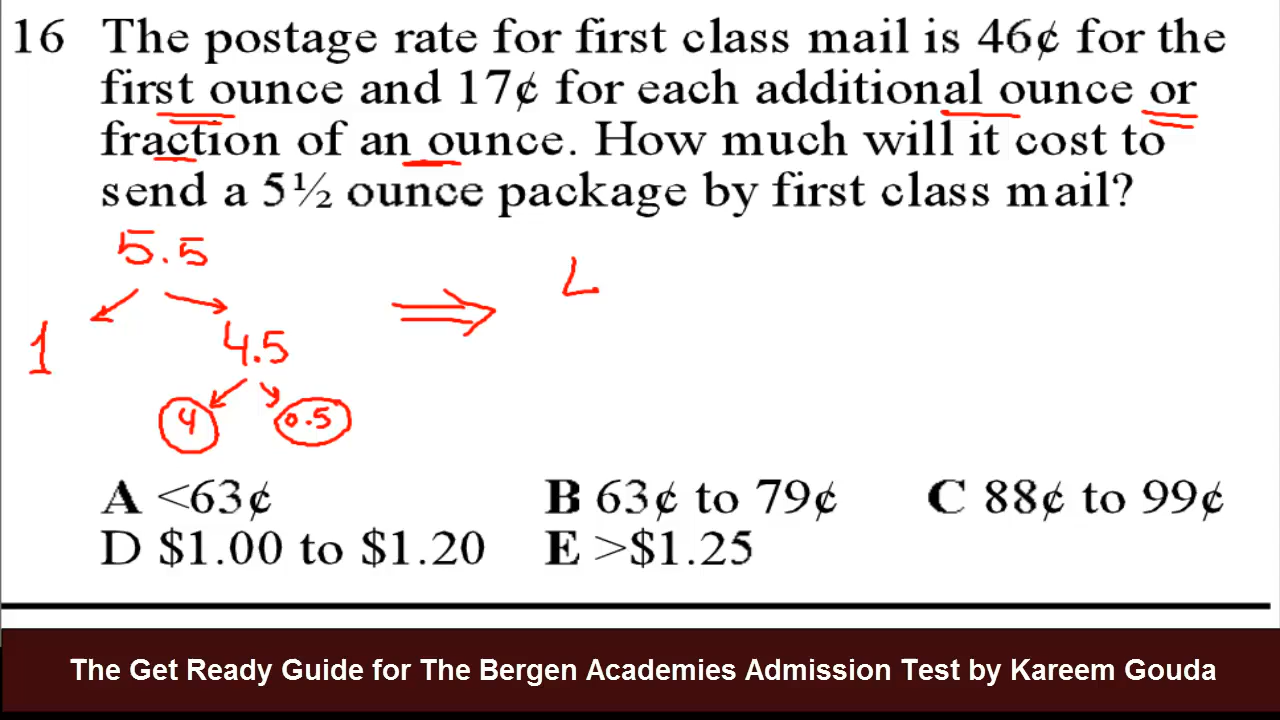 16 The postage rate for first class mail is 46¢ for the
first ounce and 17¢ for each additional ounce or
fraction of an ounce. How much will it cost to
send a 5½ ounce package by first class mail?
5.5
1
4.5
4
0.5
A <63¢ B 63¢ to 79¢ C 88¢ to 99¢
D $1.00 to $1.20 E >$1.25
The Get Ready Guide for The Bergen Academies Admission Test by Kareem Gouda